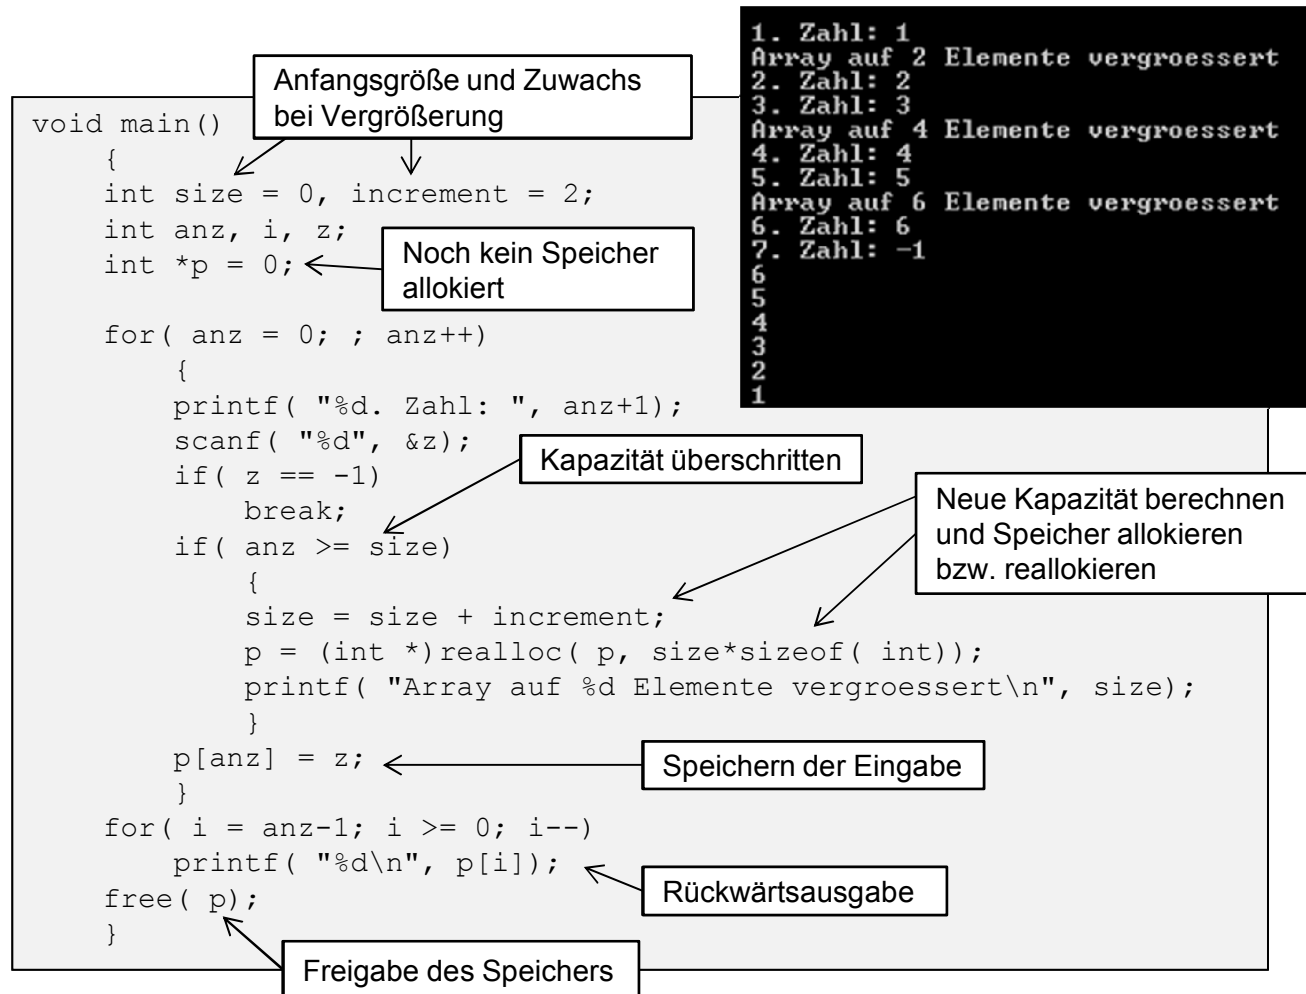 1. Zahl: 1
Array auf 2 Elemente vergroessert
2. Zahl: 2
3. Zahl: 3
Array auf 4 Elemente vergroessert
4. Zahl: 4
5. Zahl: 5
Array auf 6 Elemente vergroessert
6. Zahl: 6
7. Zahl: -1
6
5
4
3
2
1
Anfangsgröße und Zuwachs
bei Vergrößerung
void main()
{
int size = 0, increment = 2;
int anz, i, z;
int *p = 0;
Noch kein Speicher
allokiert
for( anz = 0; ; anz++)
{
printf( "%d. Zahl: ", anz+1);
scanf( "%d", &z);
Kapazität überschritten
if( z == -1)
break;
if( anz >= size)
{
Neue Kapazität berechnen
und Speicher allokieren
bzw. reallokieren
size = size + increment;
p = (int *)realloc( p, size*sizeof( int));
printf( "Array auf %d Elemente vergroessert\n", size);
}
p[anz] = z;
Speichern der Eingabe
}
for( i = anz-1; i >= 0; i--)
printf( "%d\n", p[i]);
Rückwärtsausgabe
free( p);
}
Freigabe des Speichers